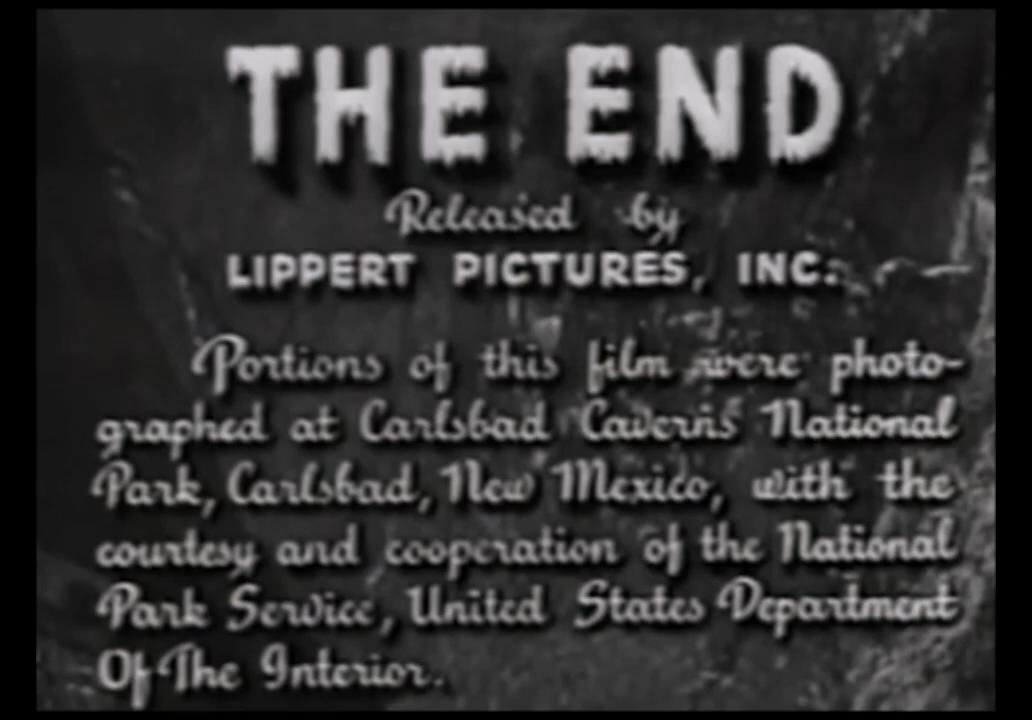 THE END
Released by
LIPPERT PICTURES, INC.
Portions of this film were photo-
graphed at Carlsbad Caverns National
Park, Carlsbad, New Mexico, with the
courtesy and cooperation of the National
Park Service, United States Department
Of The Interior.